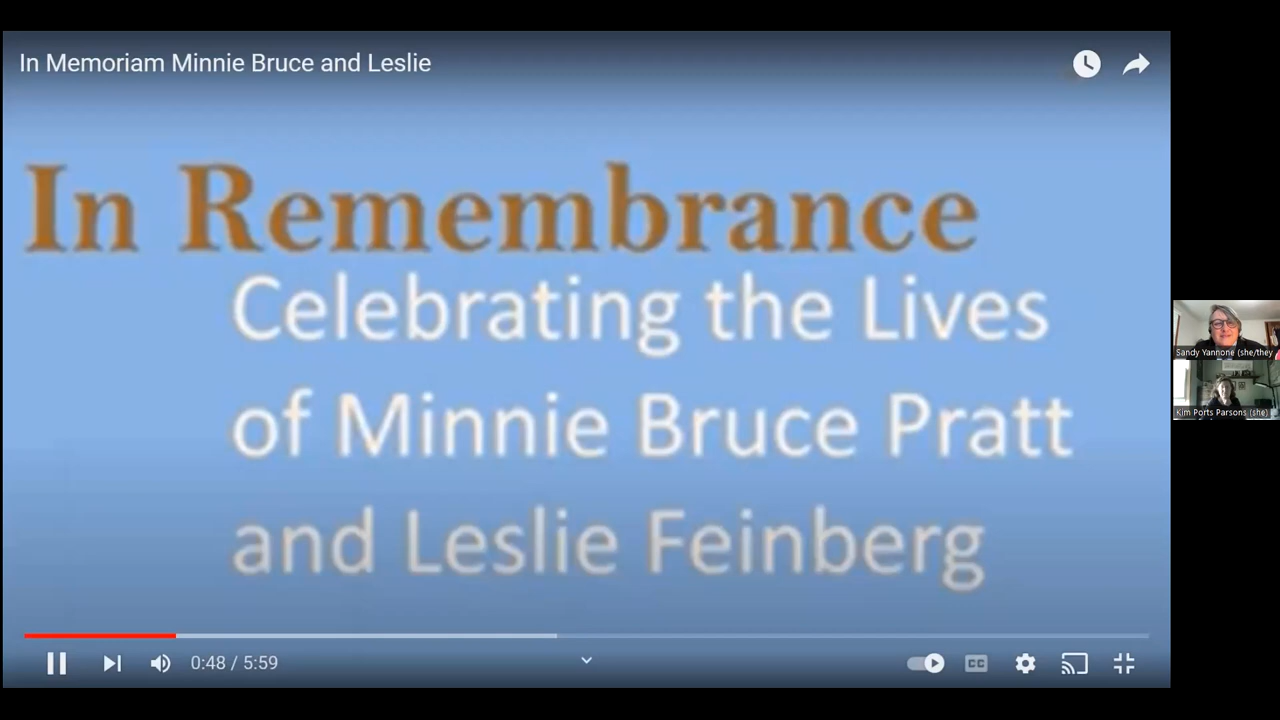 In Memoriam Minnie Bruce and Leslie
In Remembrance
Celebrating the Lives
of Minnie Bruce Pratt
and Leslie Feinberg
Sandy Yannone (she/they
Kim Ports Parsons (she)
0:48 / 5:59
CC